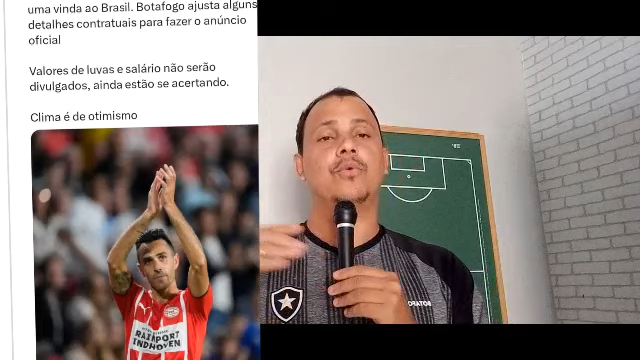 uma vinda ao Brasil. Botafogo ajusta alguns
detalhes contratuais para fazer o anúncio
oficial
Valores de luvas e salário não serão
divulgados, ainda estão se acertando.
Clima é de otimismo
PSV
EINDHOVEN